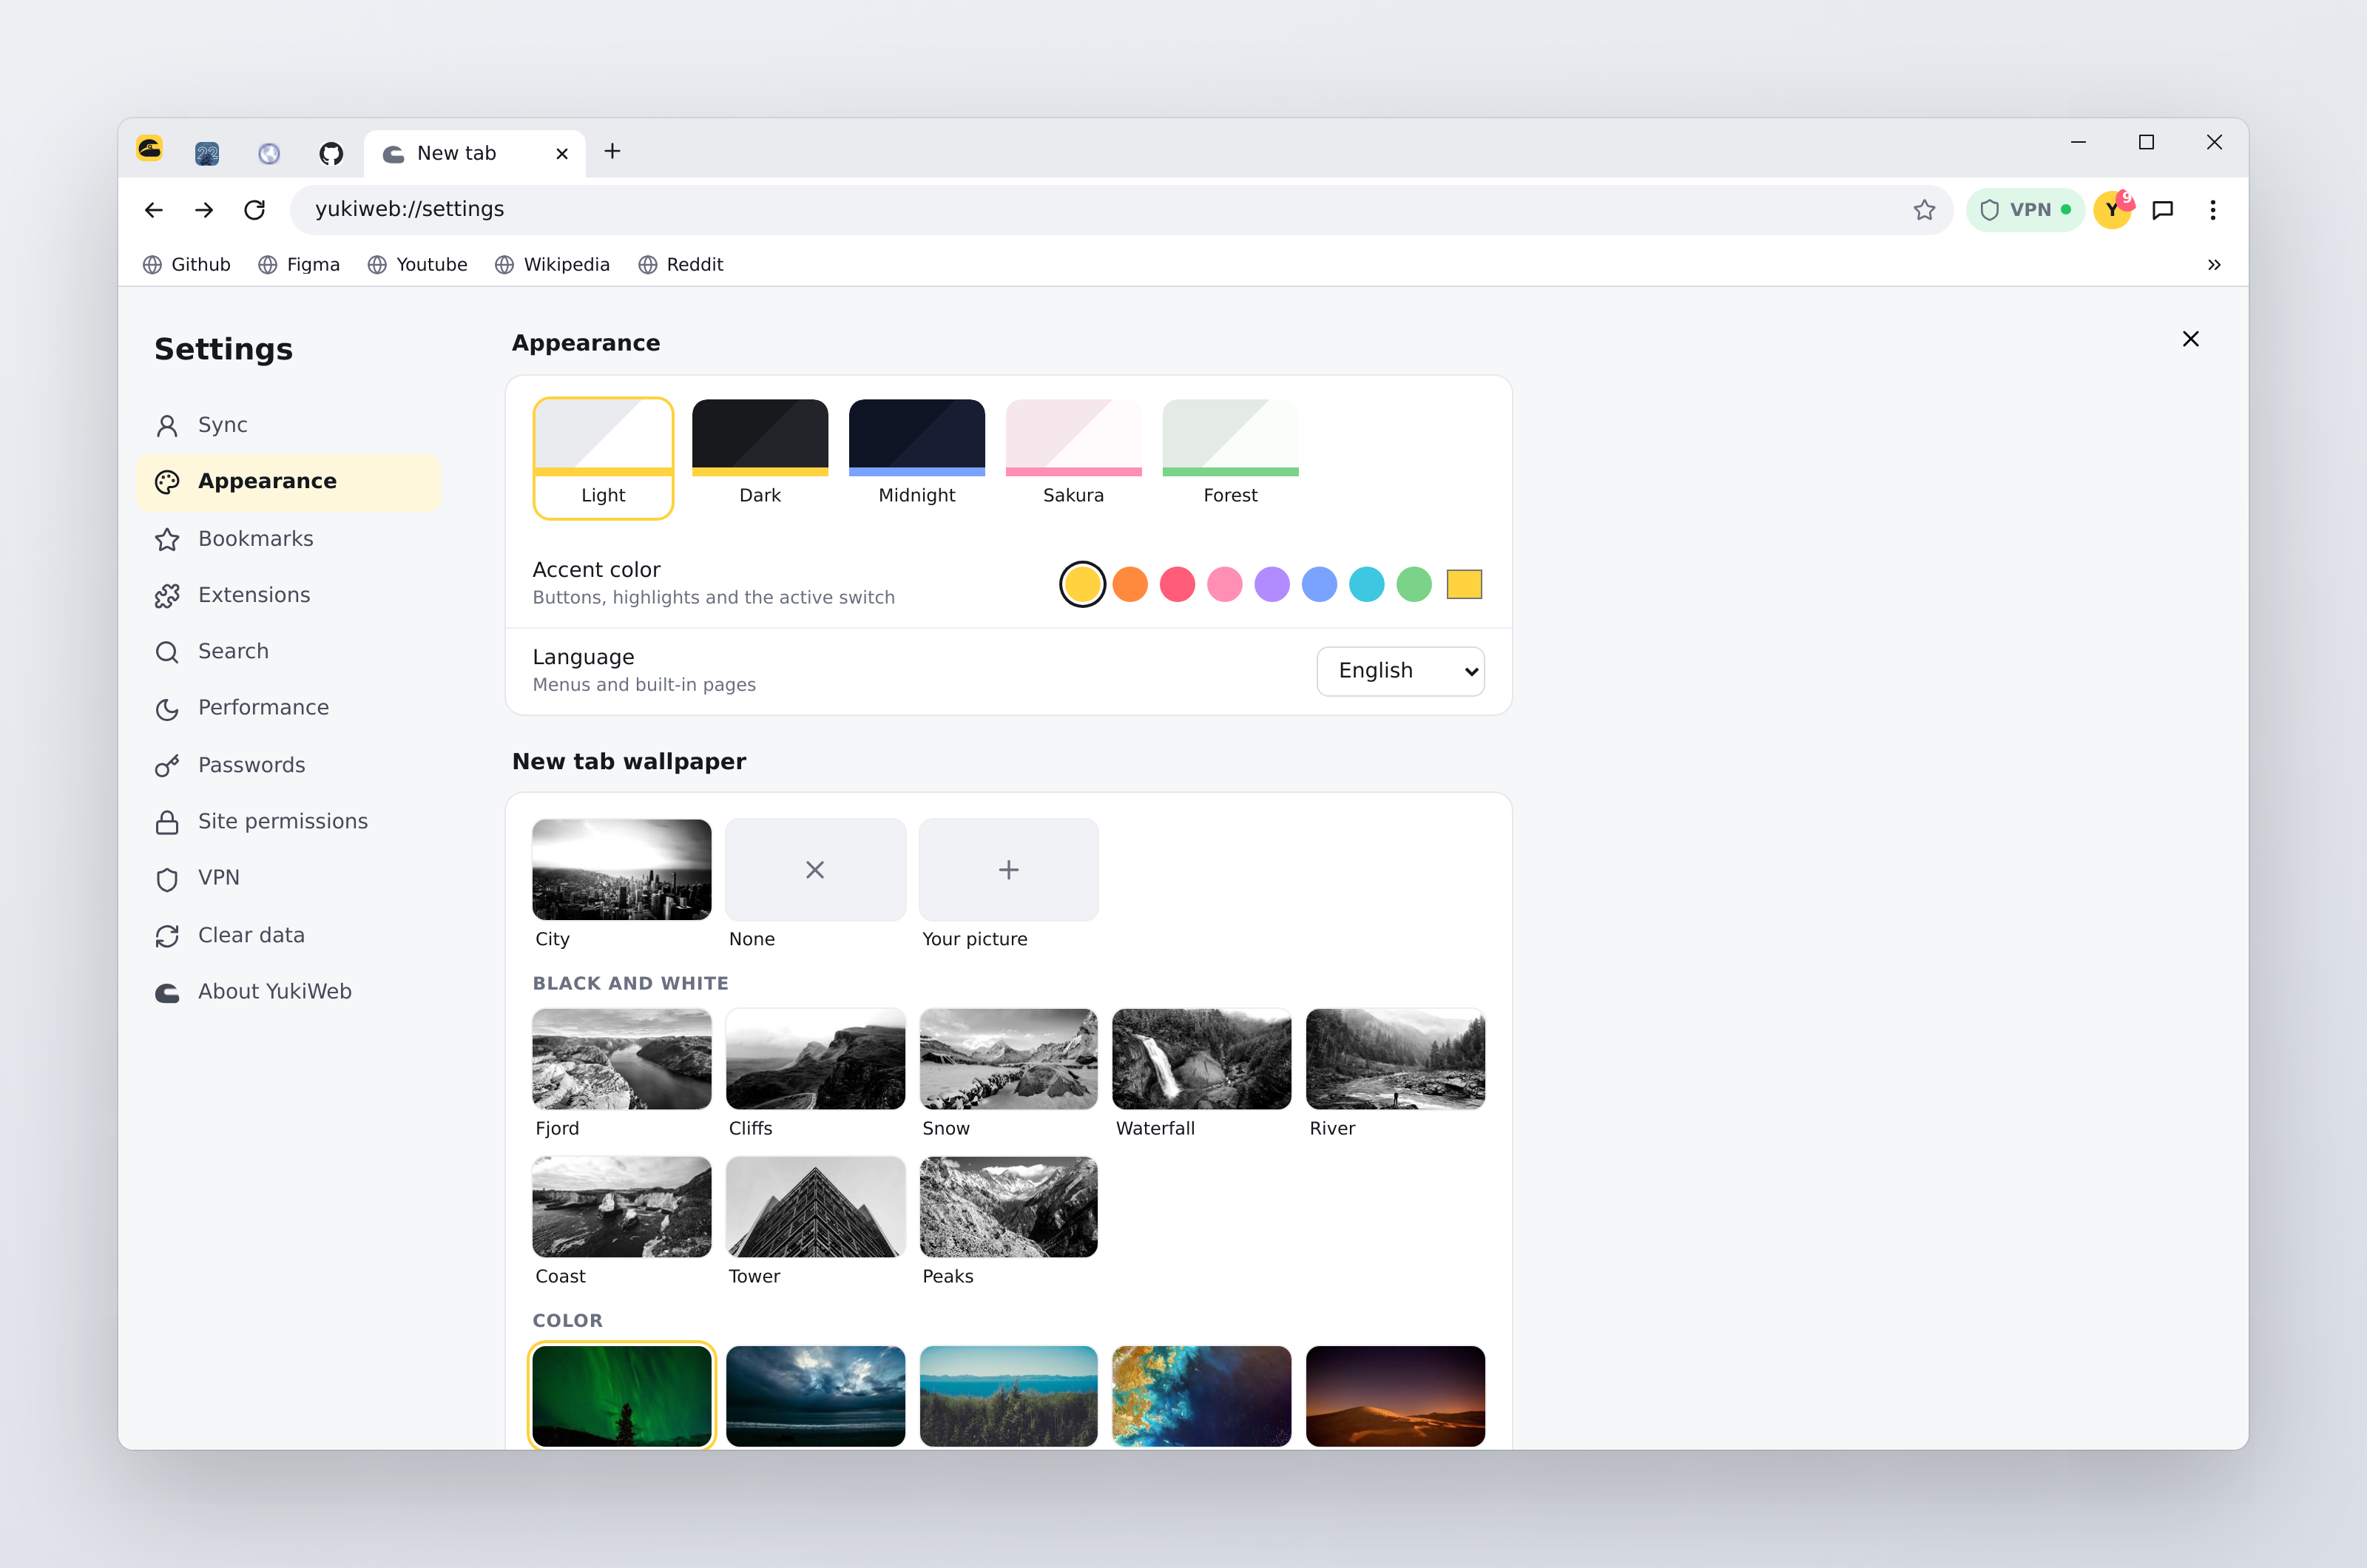 22
New tab
yukiweb://settings
VPN
Y
9
Github
Figma
Youtube
Wikipedia
Reddit
Settings
Sync
Appearance
Bookmarks
Extensions
Search
Performance
Passwords
Site permissions
VPN
Clear data
About YukiWeb
Appearance
Light
Dark
Midnight
Sakura
Forest
Accent color
Buttons, highlights and the active switch
Language
Menus and built-in pages
English
New tab wallpaper
City
None
Your picture
BLACK AND WHITE
Fjord
Cliffs
Snow
Waterfall
River
Coast
Tower
Peaks
COLOR